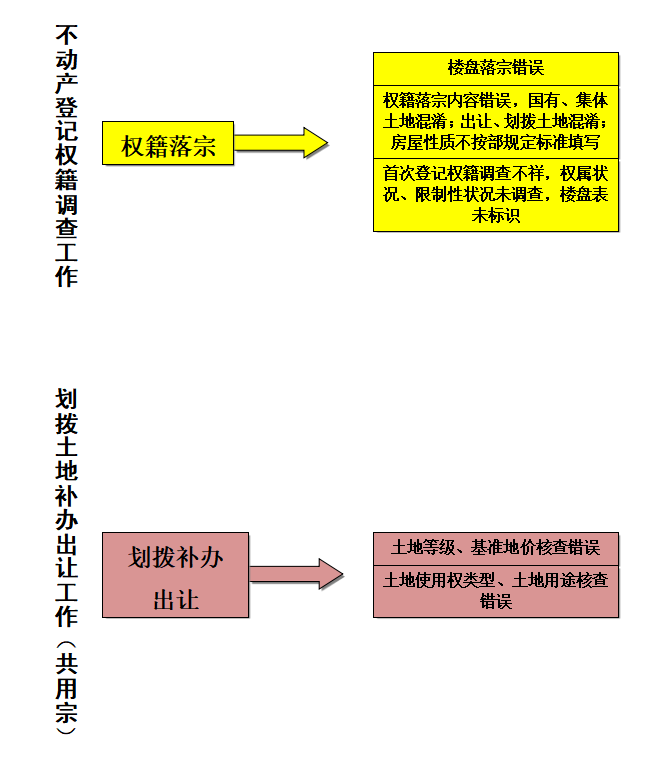 不动产登记权籍调查工作
权籍落宗
楼盘落宗错误
权籍落宗内容错误，国有、集体
土地混淆；出让、划拨土地混淆；
房屋性质不按部规定标准填写
首次登记权籍调查不祥，权属状
况、限制性状况未调查，楼盘表
未标识
划拨土地补办出让工作（共用宗）
划拨补办
出让
土地等级、基准地价核查错误
土地使用权类型、土地用途核查
错误